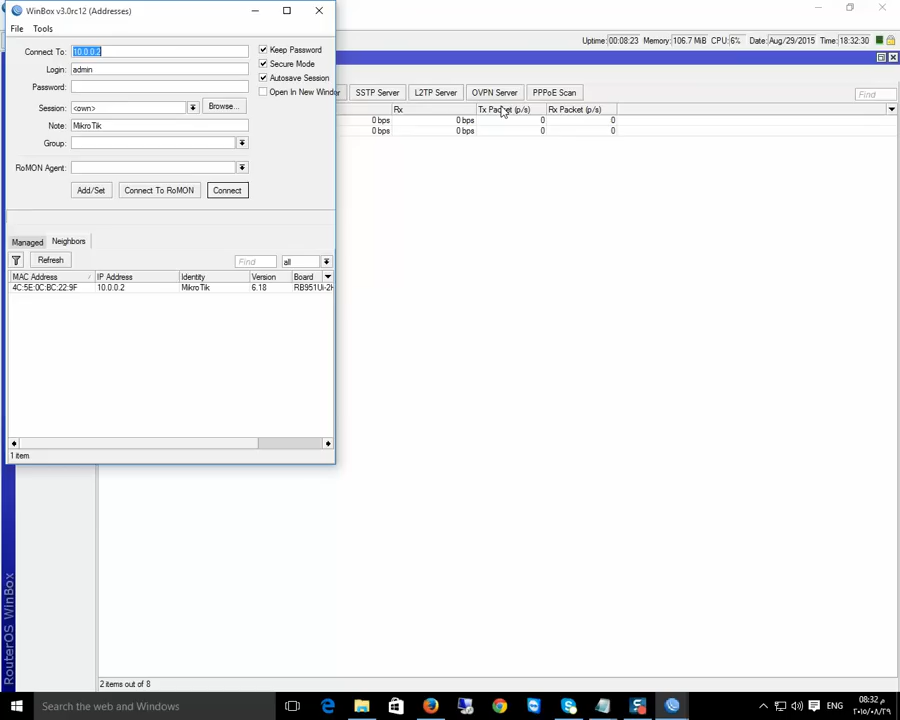 WinBox v3.0rc12 (Addresses)
File Tools
Connect To: 10.0.0.2
Keep Password
Login: admin
Secure Mode
Password:
Autosave Session
Session: <own>
Browse...
Open In New Window
Note: MikroTik
Group:
RoMON Agent:
Add/Set
Connect To RoMON
Connect
Managed
Neighbors
Refresh
Find
all
MAC Address IP Address Identity Version Board
4C:5E:0C:BC:22:9F 10.0.0.2 MikroTik 6.18 RB951Ui-2H
1 item
Uptime: 00:08:23 Memory: 106.7 MiB CPU: 6% Date: Aug/29/2015 Time: 18:32:30
SSTP Server L2TP Server OVPN Server PPPoE Scan
Find
Rx Tx Packet (p/s) Rx Packet (p/s)
0 bps 0 bps 0 0
0 bps 0 bps 0 0
2 items out of 8
RouterOS WinBox
Search the web and Windows
ENG
08:32 م
٢٠١٥/٠٨/٢٩